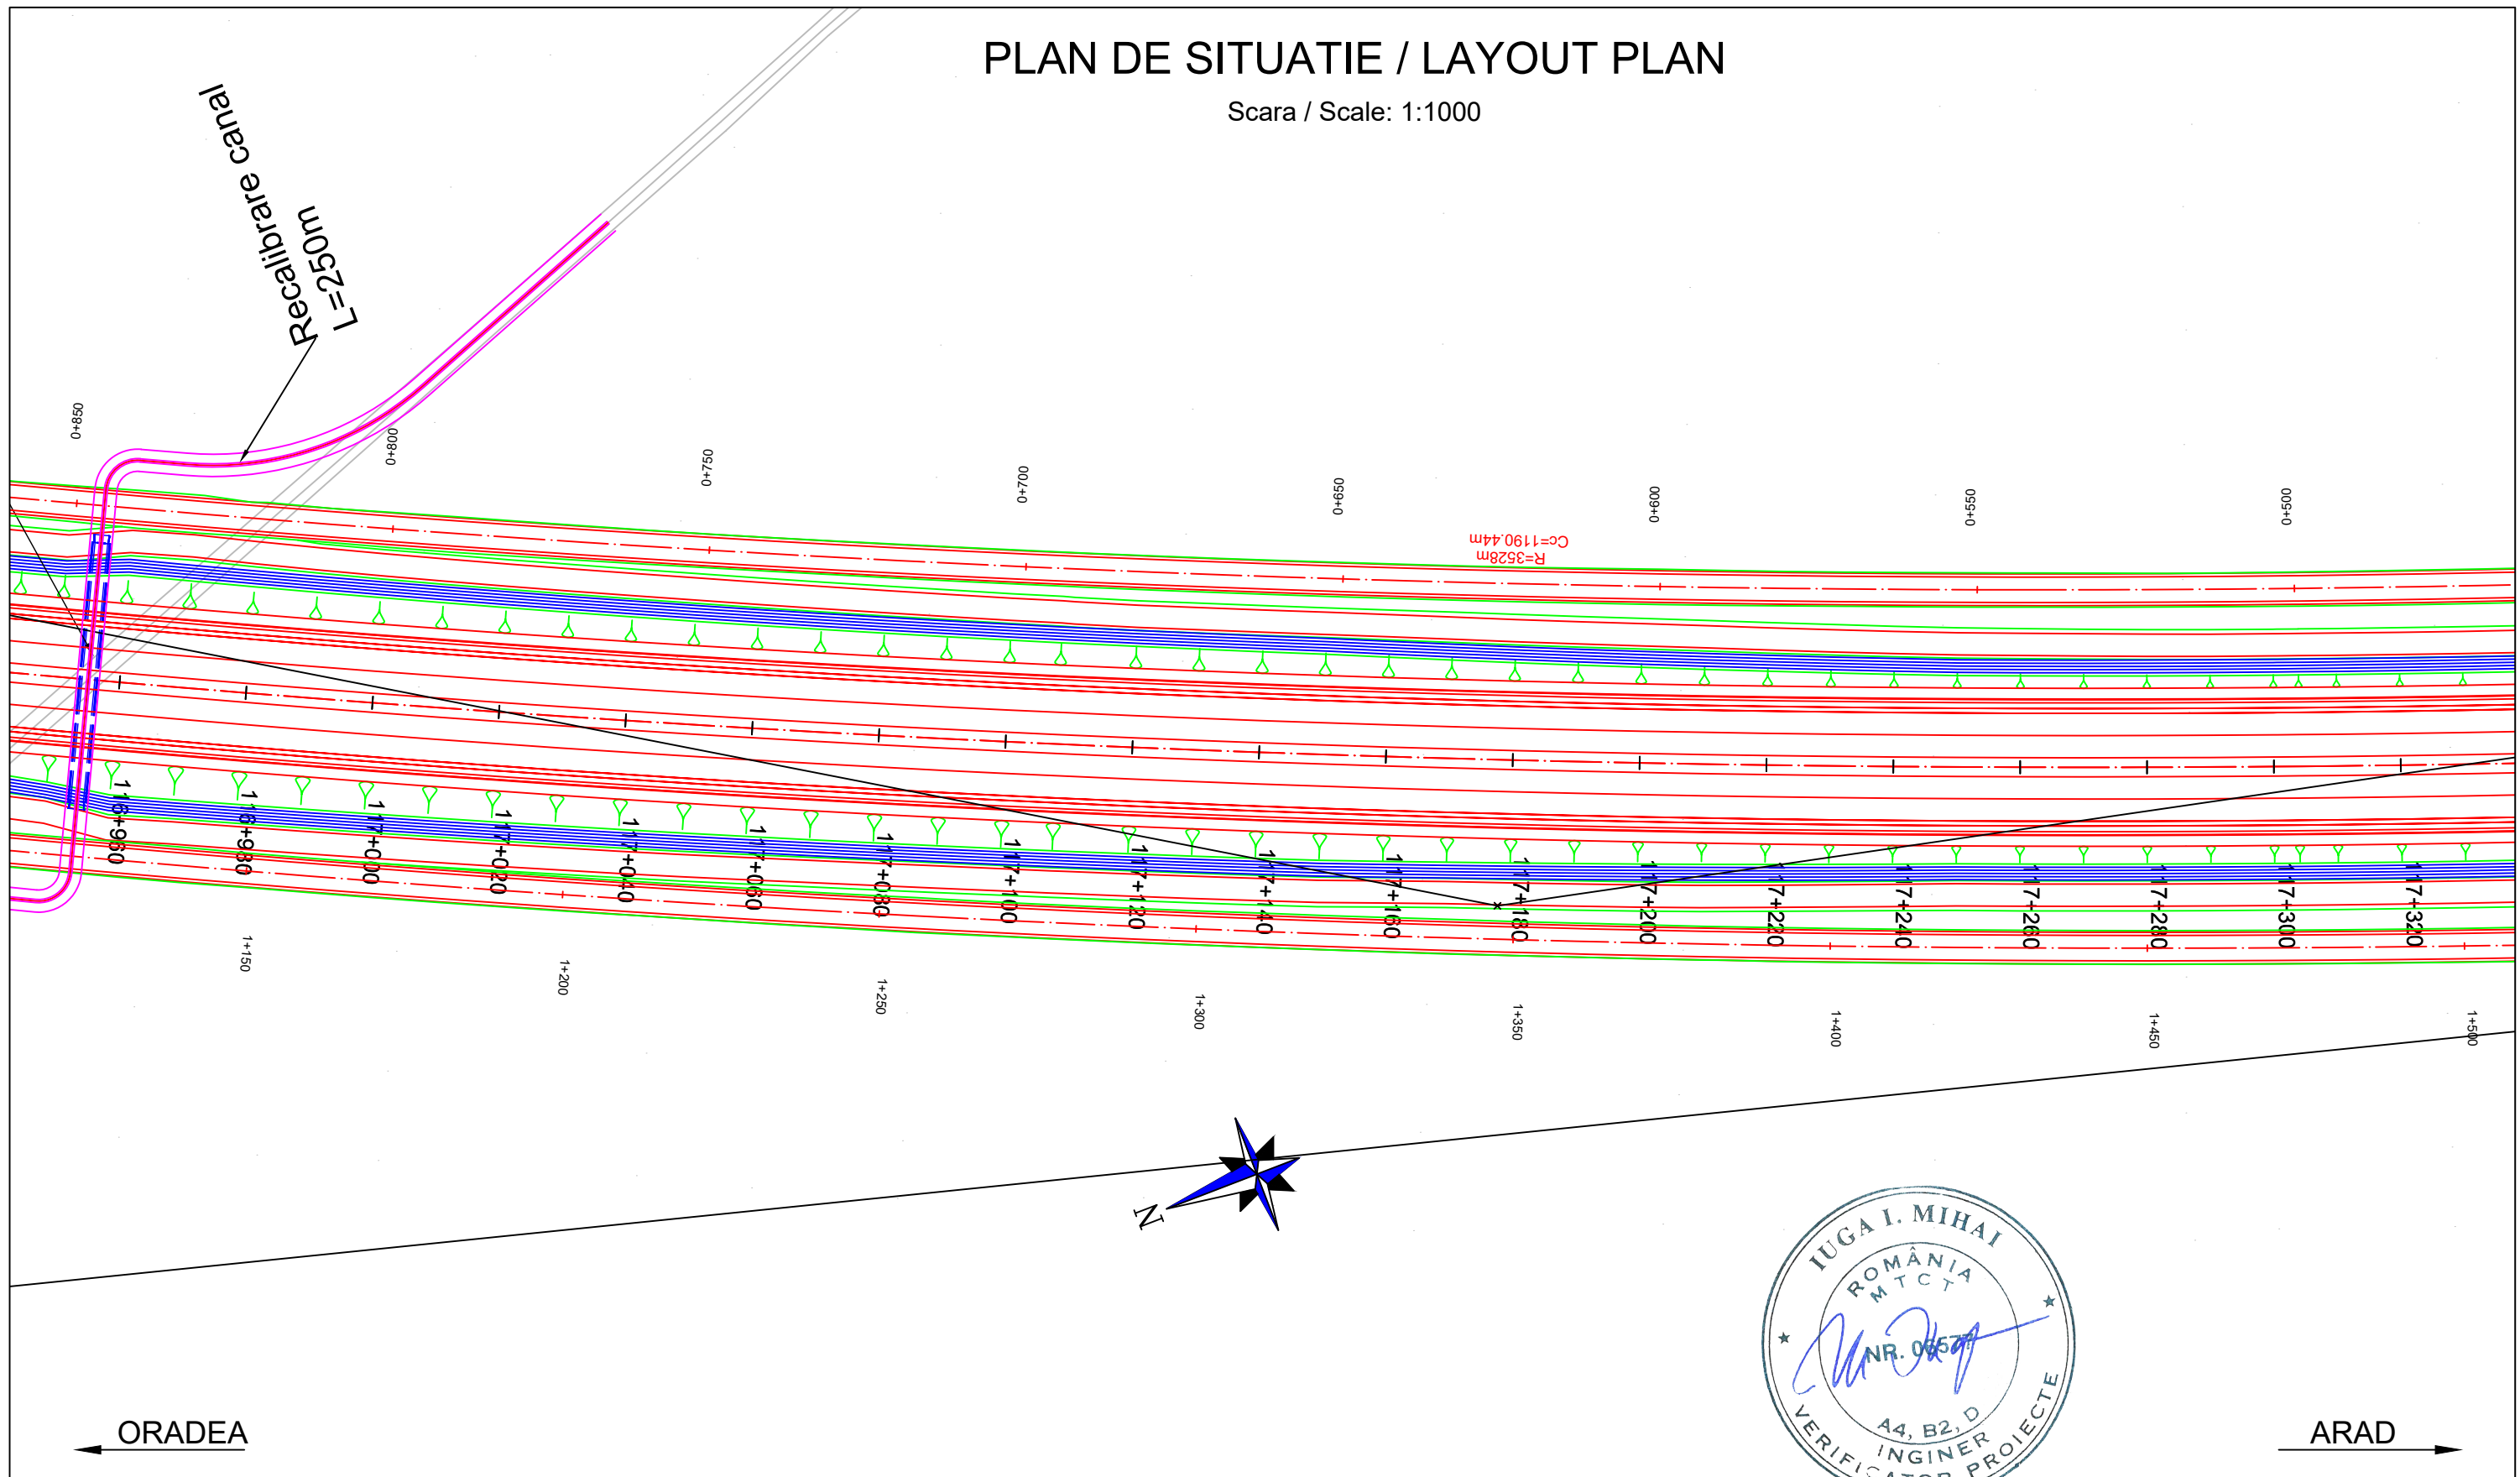 PLAN DE SITUATIE / LAYOUT PLAN
Scara / Scale: 1:1000
Recalibrare canal
L=250m
0+850
0+800
0+750
0+700
0+650
0+600
0+550
0+500
R=3528m
Cc=1190.44m
116+960
116+980
117+000
117+020
117+040
117+060
117+080
117+100
117+120
117+140
117+160
117+180
117+200
117+220
117+240
117+260
117+280
117+300
117+320
1+150
1+200
1+250
1+300
1+350
1+400
1+450
1+500
N
IUGA I. MIHAI
ROMÂNIA
MTCT
NR. 06577
A4, B2, D
INGINER
VERIFICATOR PROIECTE
ORADEA
ARAD